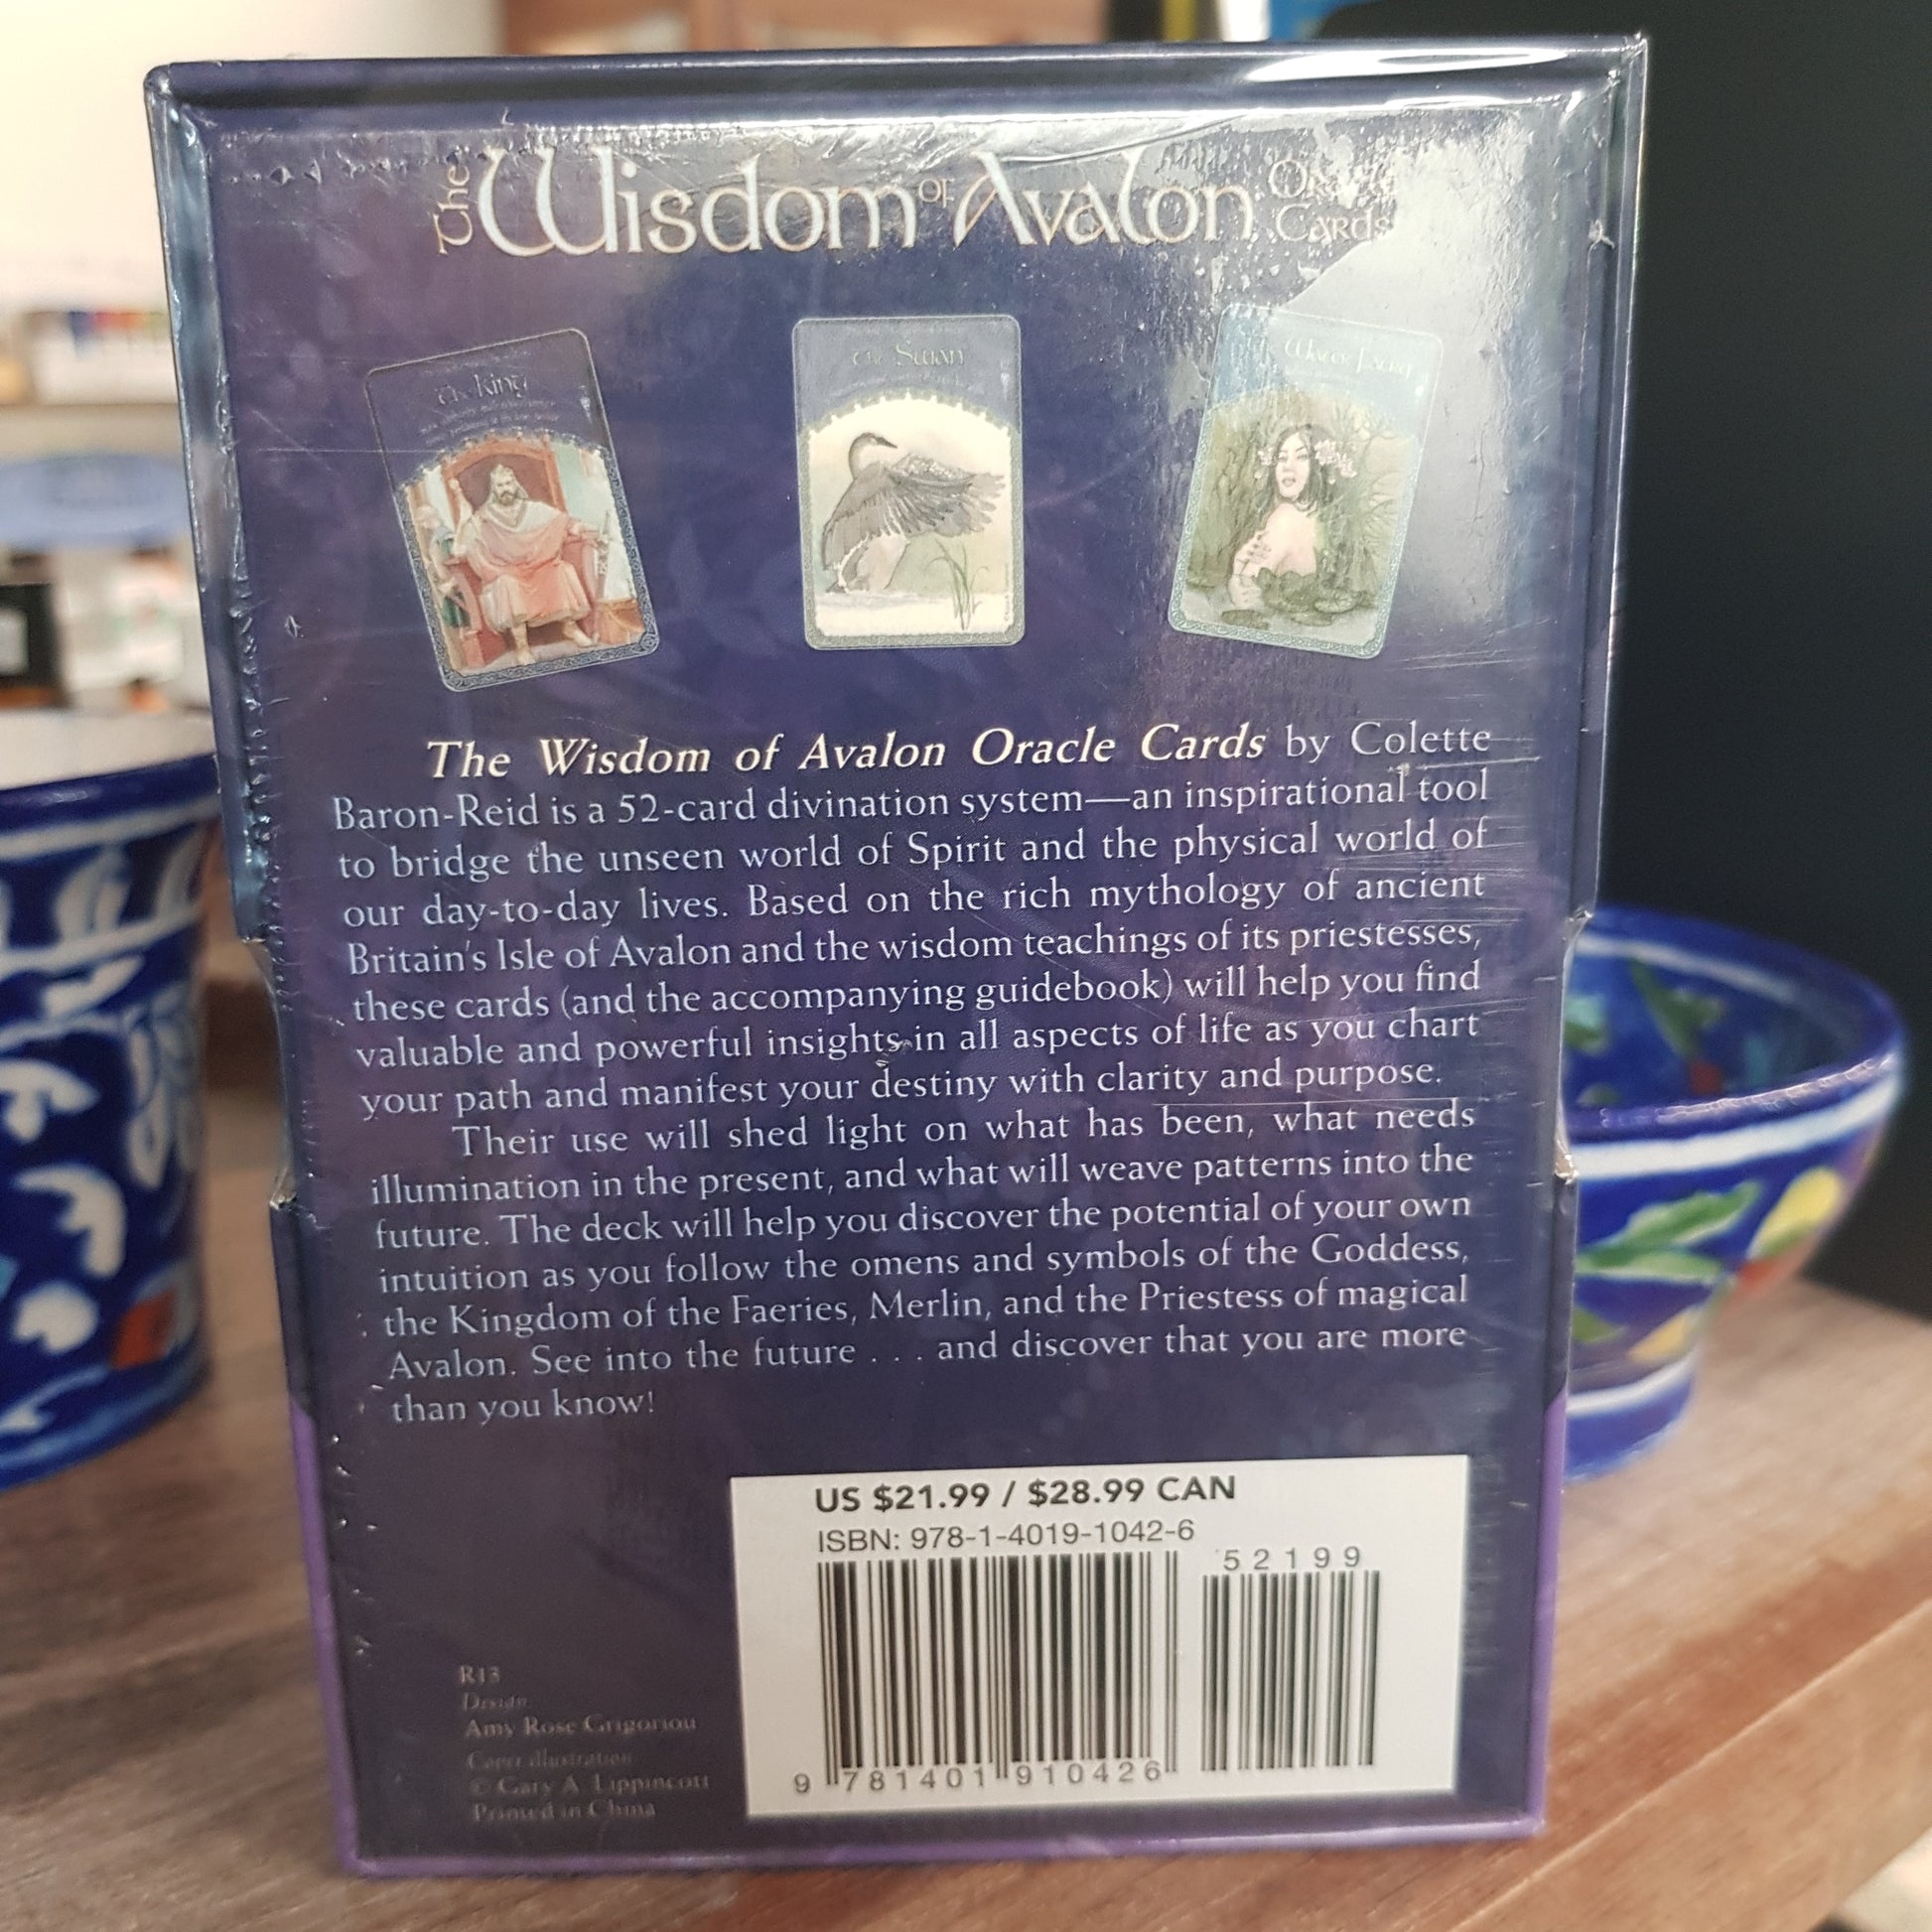 The Wisdom of Avalon Oracle Cards
The King
The Swan
Water Faery
The Wisdom of Avalon Oracle Cards by Colette
Baron-Reid is a 52-card divination system—an inspirational tool
to bridge the unseen world of Spirit and the physical world of
our day-to-day lives. Based on the rich mythology of ancient
Britain's Isle of Avalon and the wisdom teachings of its priestesses,
these cards (and the accompanying guidebook) will help you find
valuable and powerful insights in all aspects of life as you chart
your path and manifest your destiny with clarity and purpose.
Their use will shed light on what has been, what needs
illumination in the present, and what will weave patterns into the
future. The deck will help you discover the potential of your own
intuition as you follow the omens and symbols of the Goddess,
the Kingdom of the Faeries, Merlin, and the Priestess of magical
Avalon. See into the future . . . and discover that you are more
than you know!
US $21.99 / $28.99 CAN
ISBN: 978-1-4019-1042-6
52199
9 781401 910426
R13
Design
Amy Rose Grigoriou
Cover illustration
© Gary A. Lippincott
Printed in China